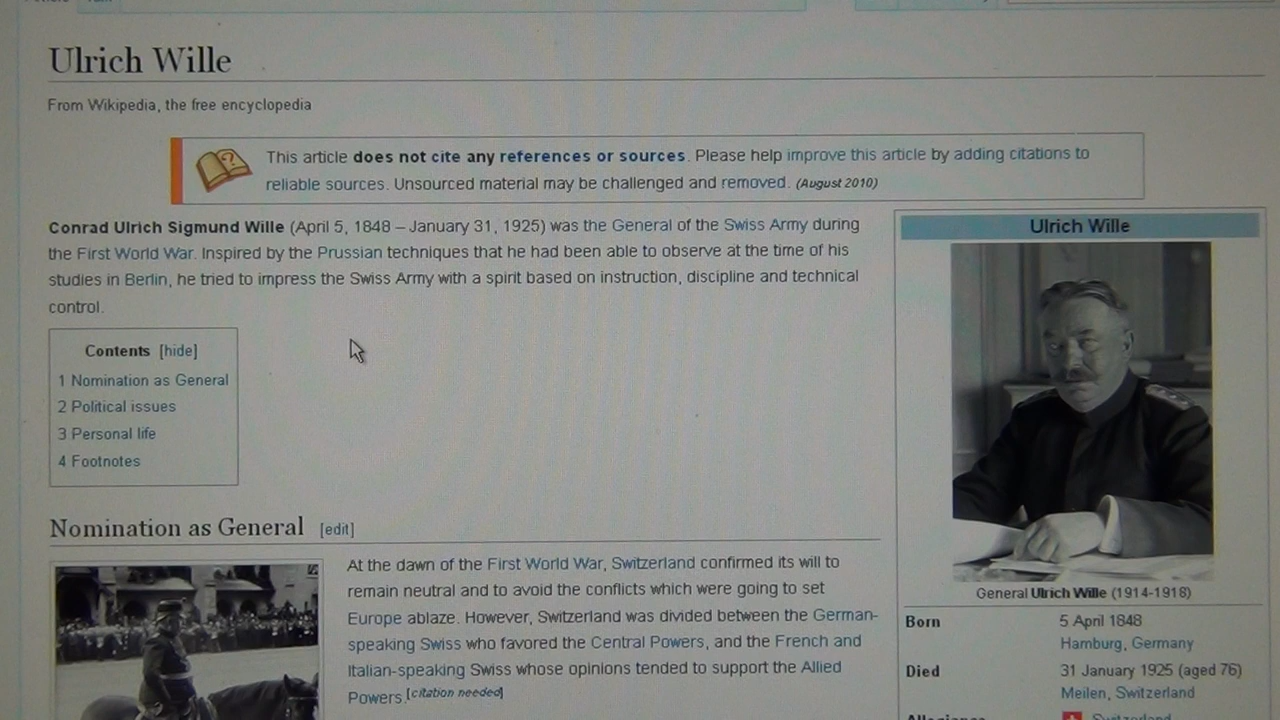 Ulrich Wille
From Wikipedia, the free encyclopedia
This article does not cite any references or sources. Please help improve this article by adding citations to
reliable sources. Unsourced material may be challenged and removed. (August 2010)
Conrad Ulrich Sigmund Wille (April 5, 1848 – January 31, 1925) was the General of the Swiss Army during
the First World War. Inspired by the Prussian techniques that he had been able to observe at the time of his
studies in Berlin, he tried to impress the Swiss Army with a spirit based on instruction, discipline and technical
control.
Contents [hide]
1 Nomination as General
2 Political issues
3 Personal life
4 Footnotes
Nomination as General [edit]
At the dawn of the First World War, Switzerland confirmed its will to
remain neutral and to avoid the conflicts which were going to set
Europe ablaze. However, Switzerland was divided between the German-
speaking Swiss who favored the Central Powers, and the French and
Italian-speaking Swiss whose opinions tended to support the Allied
Powers.[citation needed]
Ulrich Wille
General Ulrich Wille (1914-1918)
Born 5 April 1848
Hamburg, Germany
Died 31 January 1925 (aged 76)
Meilen, Switzerland
Allegiance Switzerland